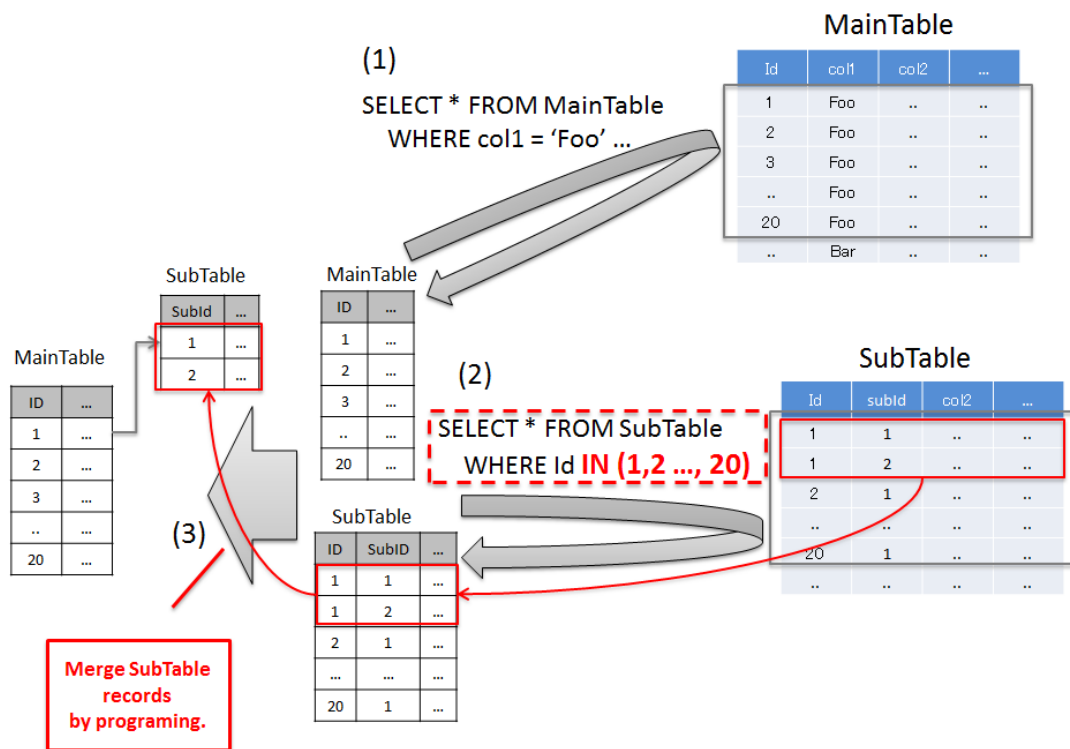 MainTable
(1)
SELECT * FROM MainTable
WHERE col1 = ‘Foo’ ...
Id col1 col2 ...
1 Foo .. ..
2 Foo .. ..
3 Foo .. ..
.. Foo .. ..
20 Foo .. ..
.. Bar .. ..
SubTable
SubId ...
1 ...
2 ...
MainTable
ID ...
1 ...
2 ...
3 ...
.. ...
20 ...
MainTable
ID ...
1 ...
2 ...
3 ...
.. ...
20 ...
(2)
SELECT * FROM SubTable
WHERE Id IN (1,2 ..., 20)
SubTable
Id subId col2 ...
1 1 .. ..
1 2 .. ..
2 1 .. ..
.. .. .. ..
20 1 .. ..
.. .. .. ..
(3)
SubTable
ID SubID ...
1 1 ...
1 2 ...
2 1 ...
... ... ...
20 1 ...
Merge SubTable
records
by programing.